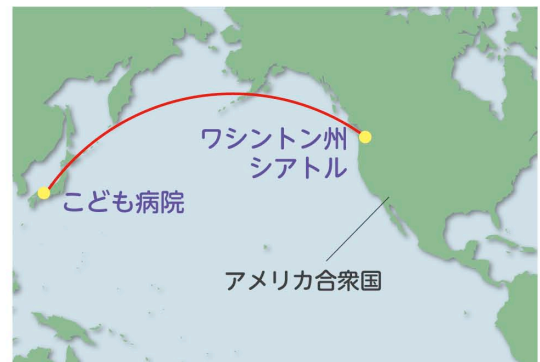 ワシントン州
シアトル
こども病院
アメリカ合衆国